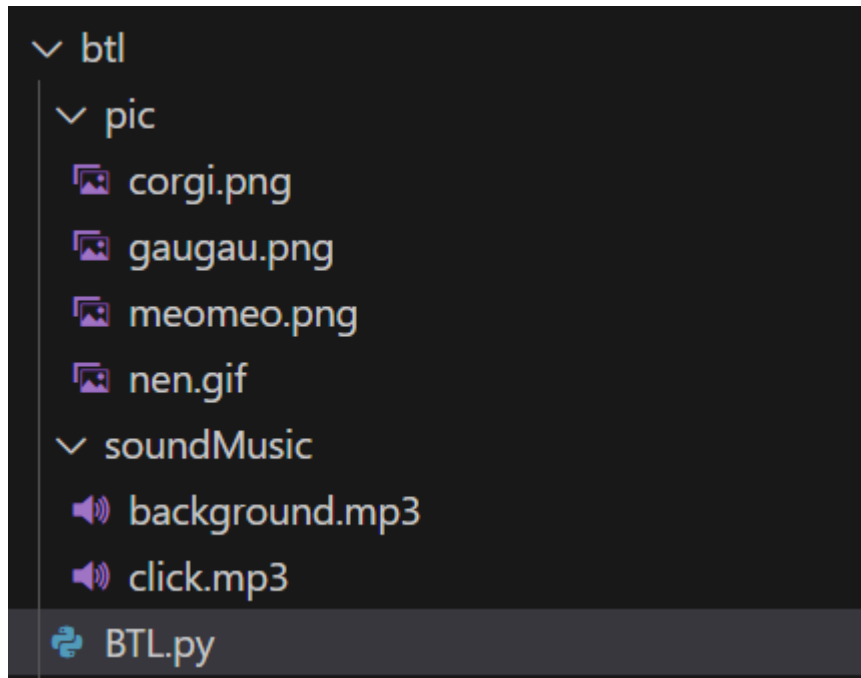 btl
pic
corgi.png
gaugau.png
meomeo.png
nen.gif
soundMusic
background.mp3
click.mp3
BTL.py